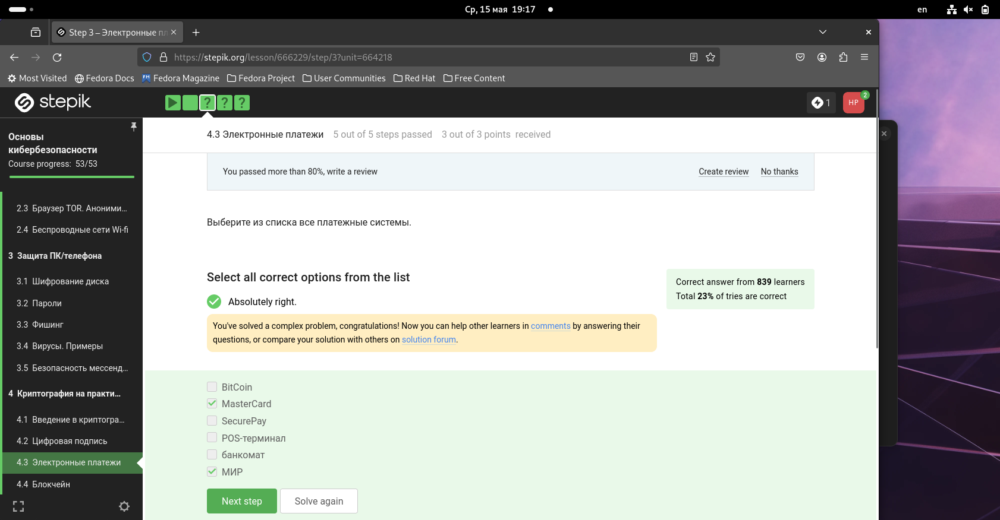 Ср, 15 мая 19:17
en
Step 3 – Электронные пл
https://stepik.org/lesson/666229/step/3?unit=664218
Most Visited
Fedora Docs
FM
Fedora Magazine
Fedora Project
User Communities
Red Hat
Free Content
stepik
?
?
?
1
HP
2
Основы
кибербезопасности
Course progress: 53/53
2.3 Браузер TOR. Аноними…
2.4 Беспроводные сети Wi-fi
3 Защита ПК/телефона
3.1 Шифрование диска
3.2 Пароли
3.3 Фишинг
3.4 Вирусы. Примеры
3.5 Безопасность мессенд…
4 Криптография на практи…
4.1 Введение в криптогра…
4.2 Цифровая подпись
4.3 Электронные платежи
4.4 Блокчейн
4.3 Электронные платежи 5 out of 5 steps passed 3 out of 3 points received
You passed more than 80%, write a review
Create review
No thanks
Выберите из списка все платежные системы.
Select all correct options from the list
Absolutely right.
You've solved a complex problem, congratulations! Now you can help other learners in comments by answering their
questions, or compare your solution with others on solution forum.
Correct answer from 839 learners
Total 23% of tries are correct
BitCoin
MasterCard
SecurePay
POS-терминал
банкомат
МИР
Next step
Solve again